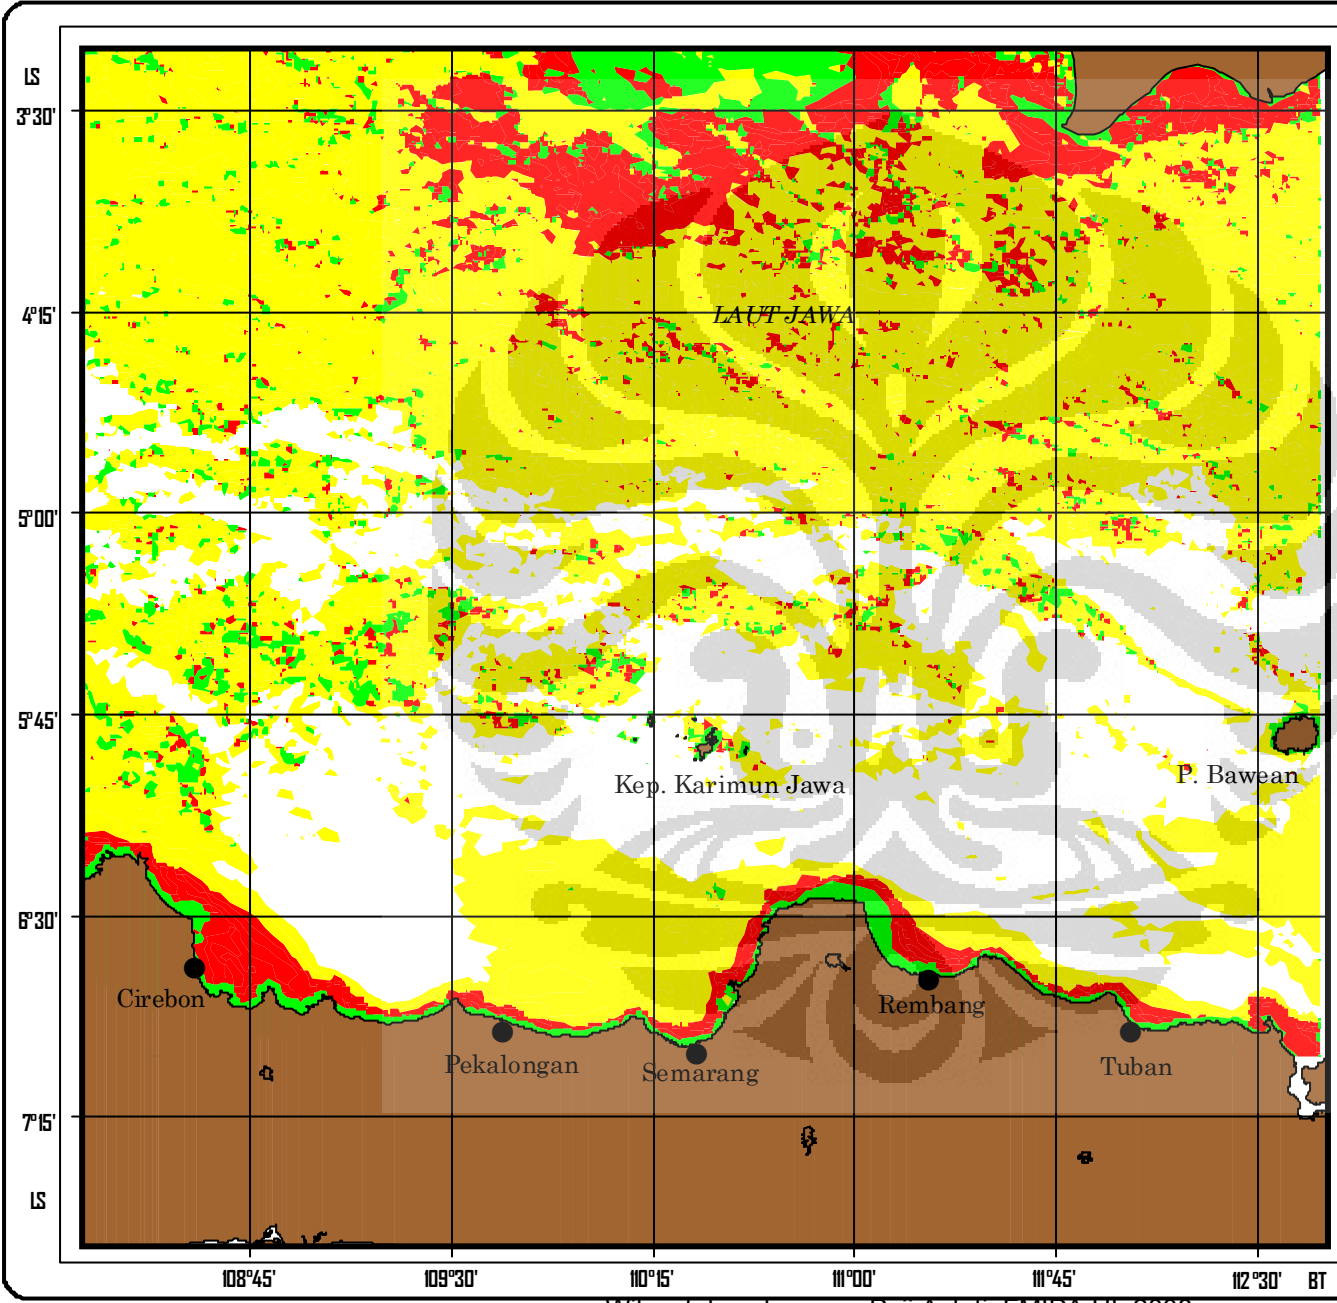 LS
3°30'
4°15'
LAUT JAWA
5°00'
5°45'
Kep. Karimun Jawa
P. Bawean
6°30'
Cirebon
Rembang
Pekalongan
Semarang
Tuban
7°15'
LS
108°45'
109°30'
110°15'
111°00'
111°45'
112°30'
BT